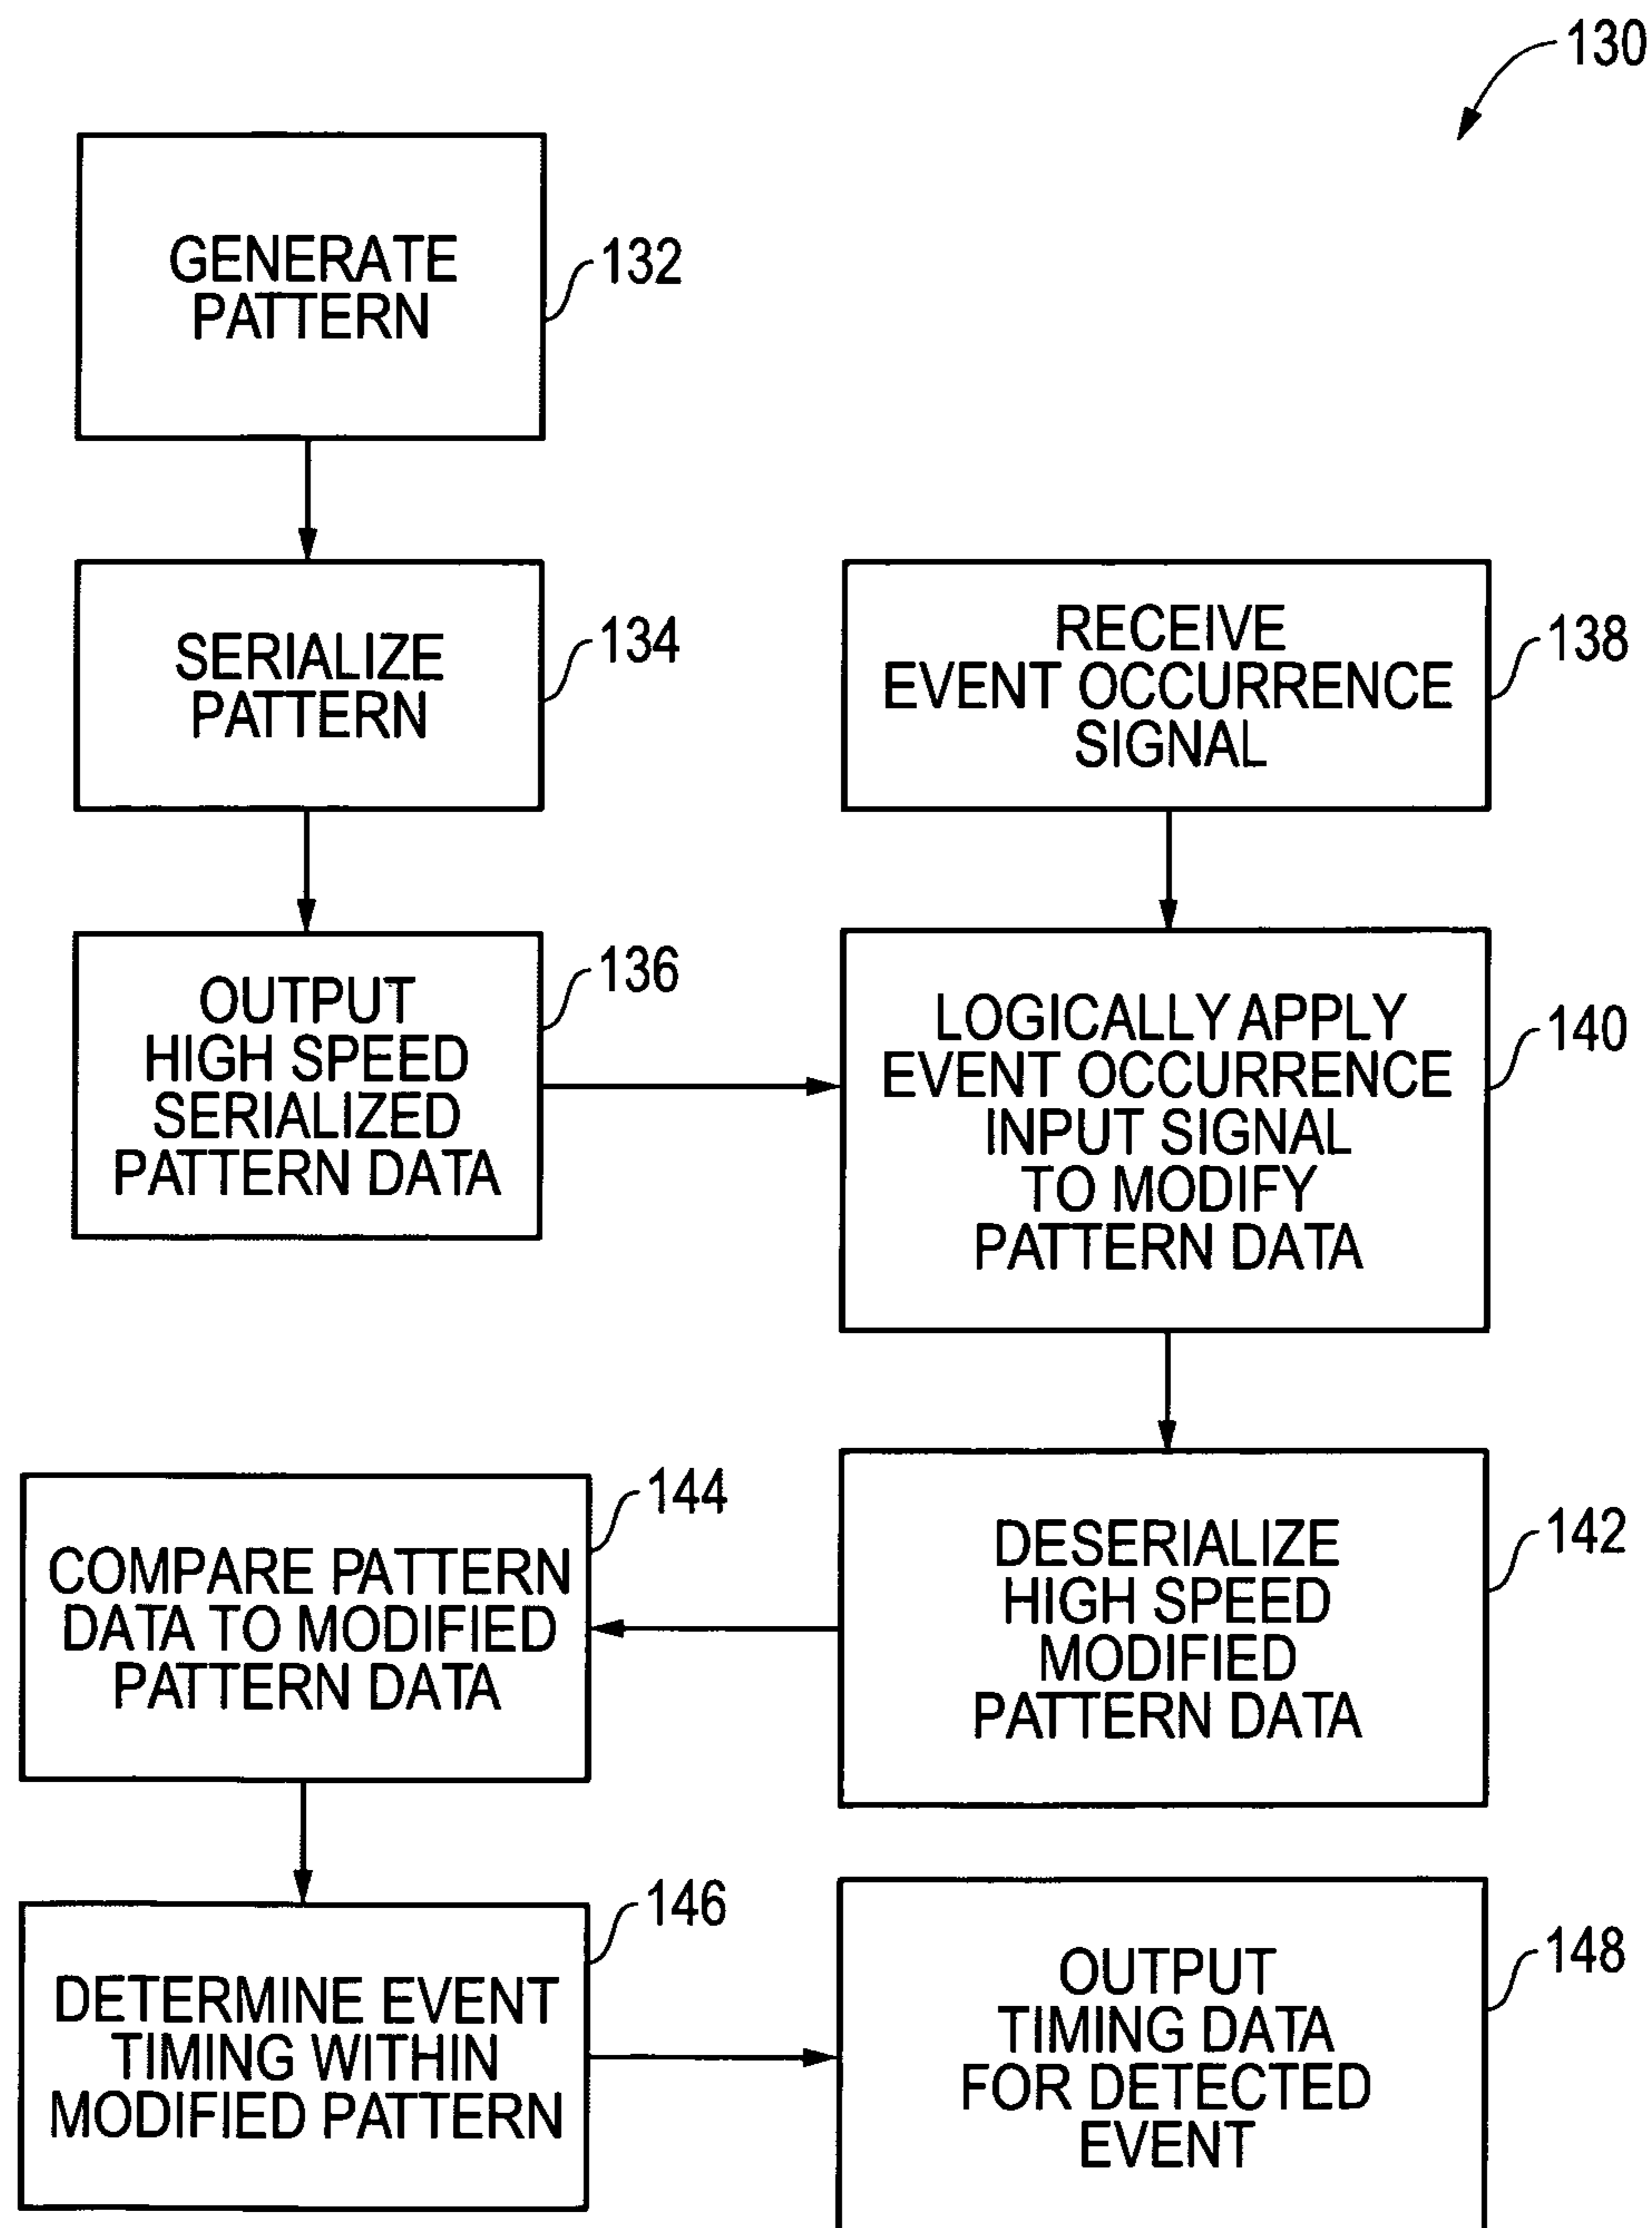 130
GENERATE
PATTERN
132
SERIALIZE
PATTERN
134
RECEIVE
EVENT OCCURRENCE
SIGNAL
138
OUTPUT
HIGH SPEED
SERIALIZED
PATTERN DATA
136
LOGICALLY APPLY
EVENT OCCURRENCE
INPUT SIGNAL
TO MODIFY
PATTERN DATA
140
DESERIALIZE
HIGH SPEED
MODIFIED
PATTERN DATA
142
COMPARE PATTERN
DATA TO MODIFIED
PATTERN DATA
144
DETERMINE EVENT
TIMING WITHIN
MODIFIED PATTERN
146
OUTPUT
TIMING DATA
FOR DETECTED
EVENT
148